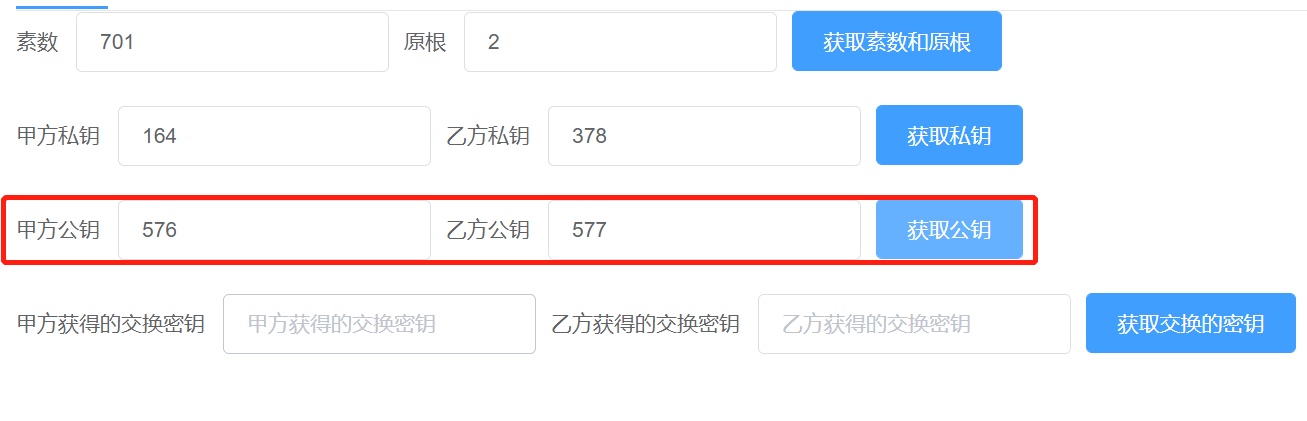 素数 701 原根 2 获取素数和原根
甲方私钥 164 乙方私钥 378 获取私钥
甲方公钥 576 乙方公钥 577 获取公钥
甲方获得的交换密钥 甲方获得的交换密钥 乙方获得的交换密钥 乙方获得的交换密钥 获取交换的密钥